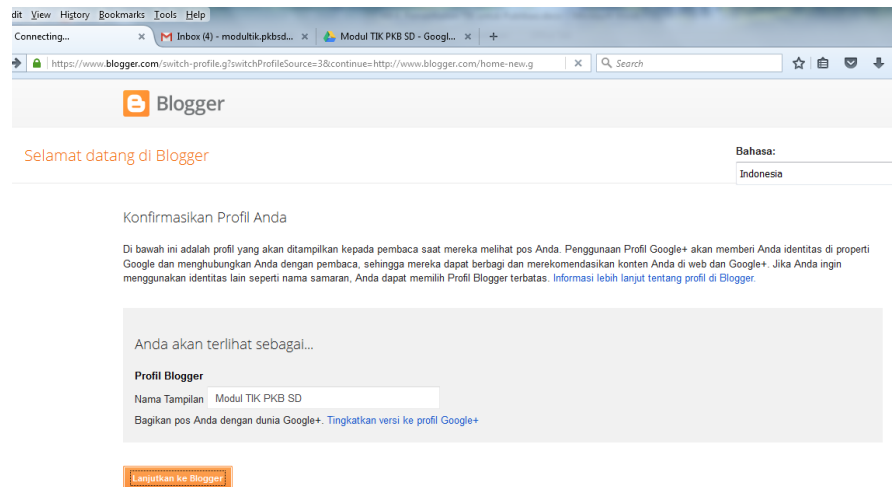 dit View History Bookmarks Tools Help
Connecting... × Inbox (4) - modultik.pkbsd... × Modul TIK PKB SD - Googl... × +
https://www.blogger.com/switch-profile.g?switchProfileSource=3&continue=http://www.blogger.com/home-new.g × Search
Blogger
Selamat datang di Blogger
Bahasa:
Indonesia
Konfirmasikan Profil Anda
Di bawah ini adalah profil yang akan ditampilkan kepada pembaca saat mereka melihat pos Anda. Penggunaan Profil Google+ akan memberi Anda identitas di properti
Google dan menghubungkan Anda dengan pembaca, sehingga mereka dapat berbagi dan merekomendasikan konten Anda di web dan Google+. Jika Anda ingin
menggunakan identitas lain seperti nama samaran, Anda dapat memilih Profil Blogger terbatas. Informasi lebih lanjut tentang profil di Blogger.
Anda akan terlihat sebagai...
Profil Blogger
Nama Tampilan Modul TIK PKB SD
Bagikan pos Anda dengan dunia Google+. Tingkatkan versi ke profil Google+
Lanjutkan ke Blogger